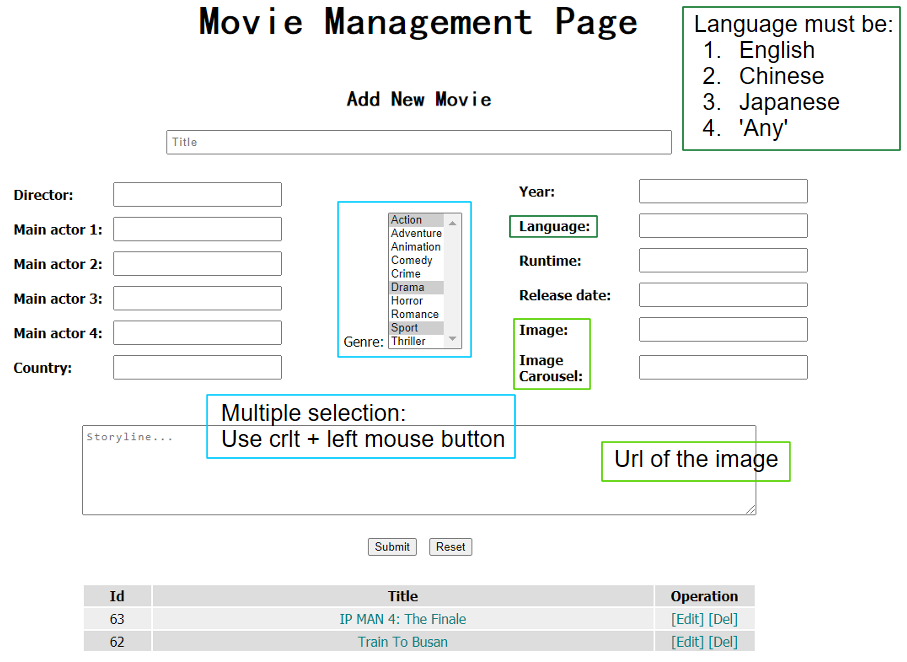 Movie Management Page
Language must be:
1. English
2. Chinese
3. Japanese
4. 'Any'
Add New Movie
Title
Director:
Main actor 1:
Main actor 2:
Main actor 3:
Main actor 4:
Country:
Genre:
Action
Adventure
Animation
Comedy
Crime
Drama
Horror
Romance
Sport
Thriller
Year:
Language:
Runtime:
Release date:
Image:
Image
Carousel:
Multiple selection:
Use crlt + left mouse button
Storyline...
Url of the image
Submit Reset
Id Title Operation
63 IP MAN 4: The Finale [Edit] [Del]
62 Train To Busan [Edit] [Del]